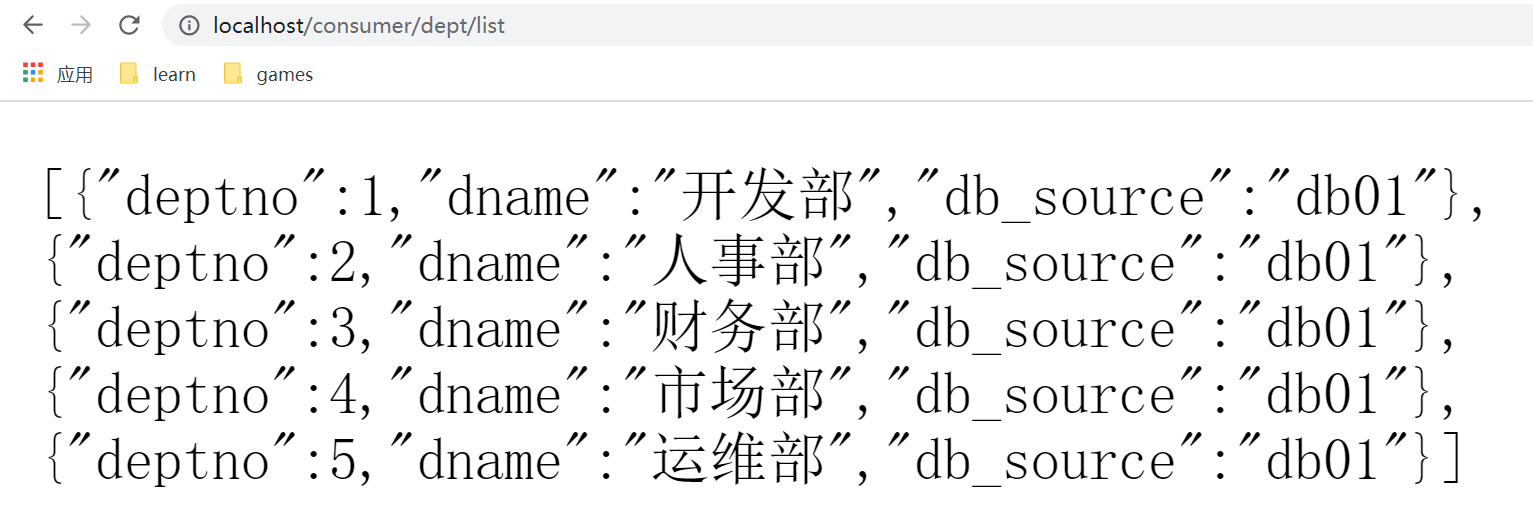 localhost/consumer/dept/list
应用 learn games
[{"deptno":1,"dname":"开发部","db_source":"db01"},
{"deptno":2,"dname":"人事部","db_source":"db01"},
{"deptno":3,"dname":"财务部","db_source":"db01"},
{"deptno":4,"dname":"市场部","db_source":"db01"},
{"deptno":5,"dname":"运维部","db_source":"db01"}]